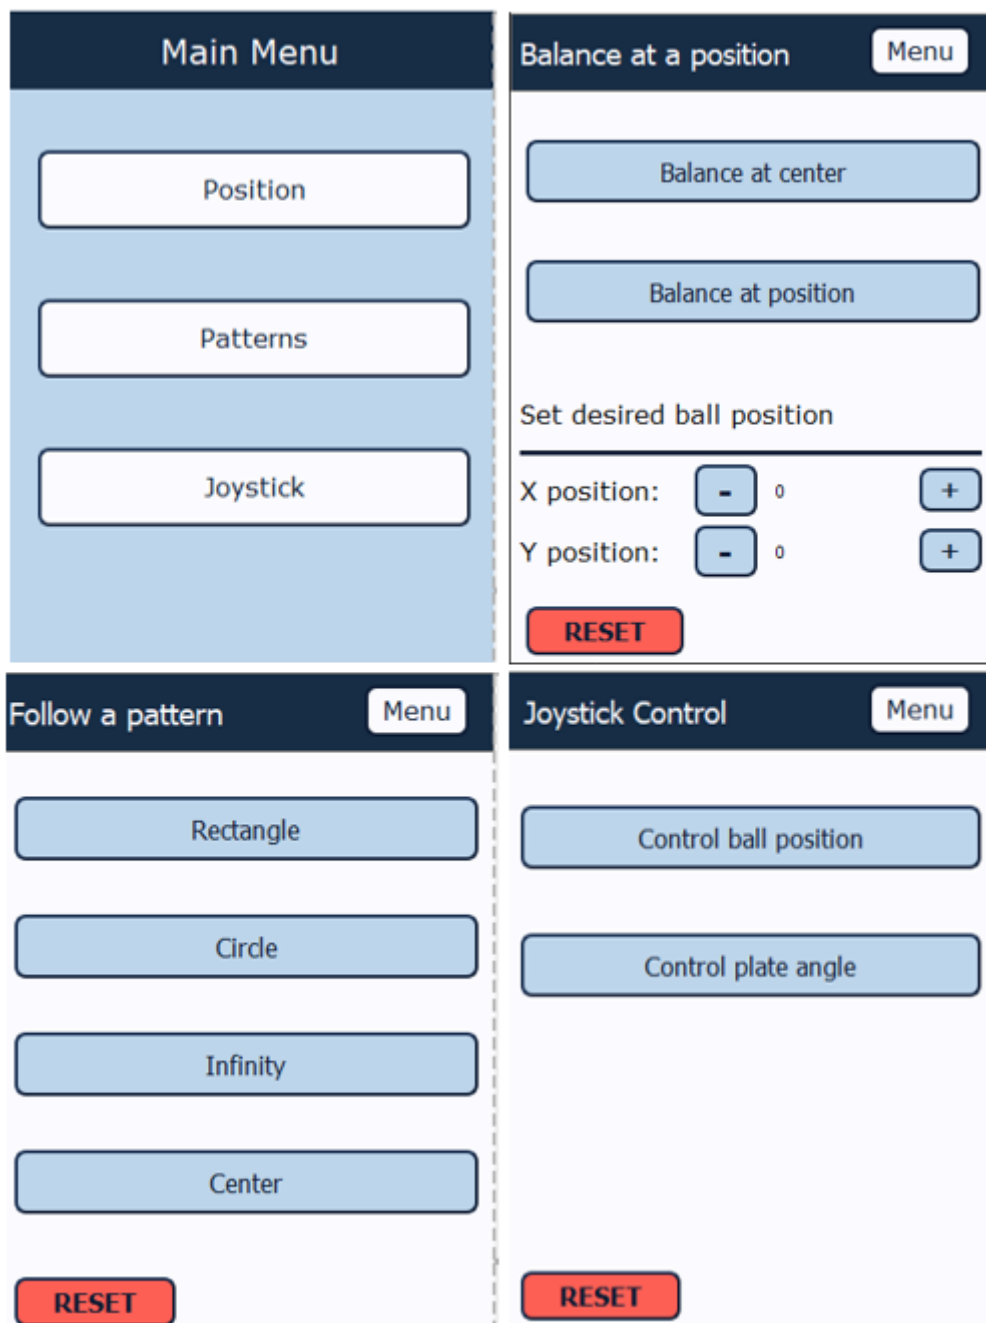 Main Menu
Position
Patterns
Joystick
Balance at a position Menu
Balance at center
Balance at position
Set desired ball position
X position: - 0 +
Y position: - 0 +
RESET
Follow a pattern Menu
Rectangle
Circle
Infinity
Center
RESET
Joystick Control Menu
Control ball position
Control plate angle
RESET